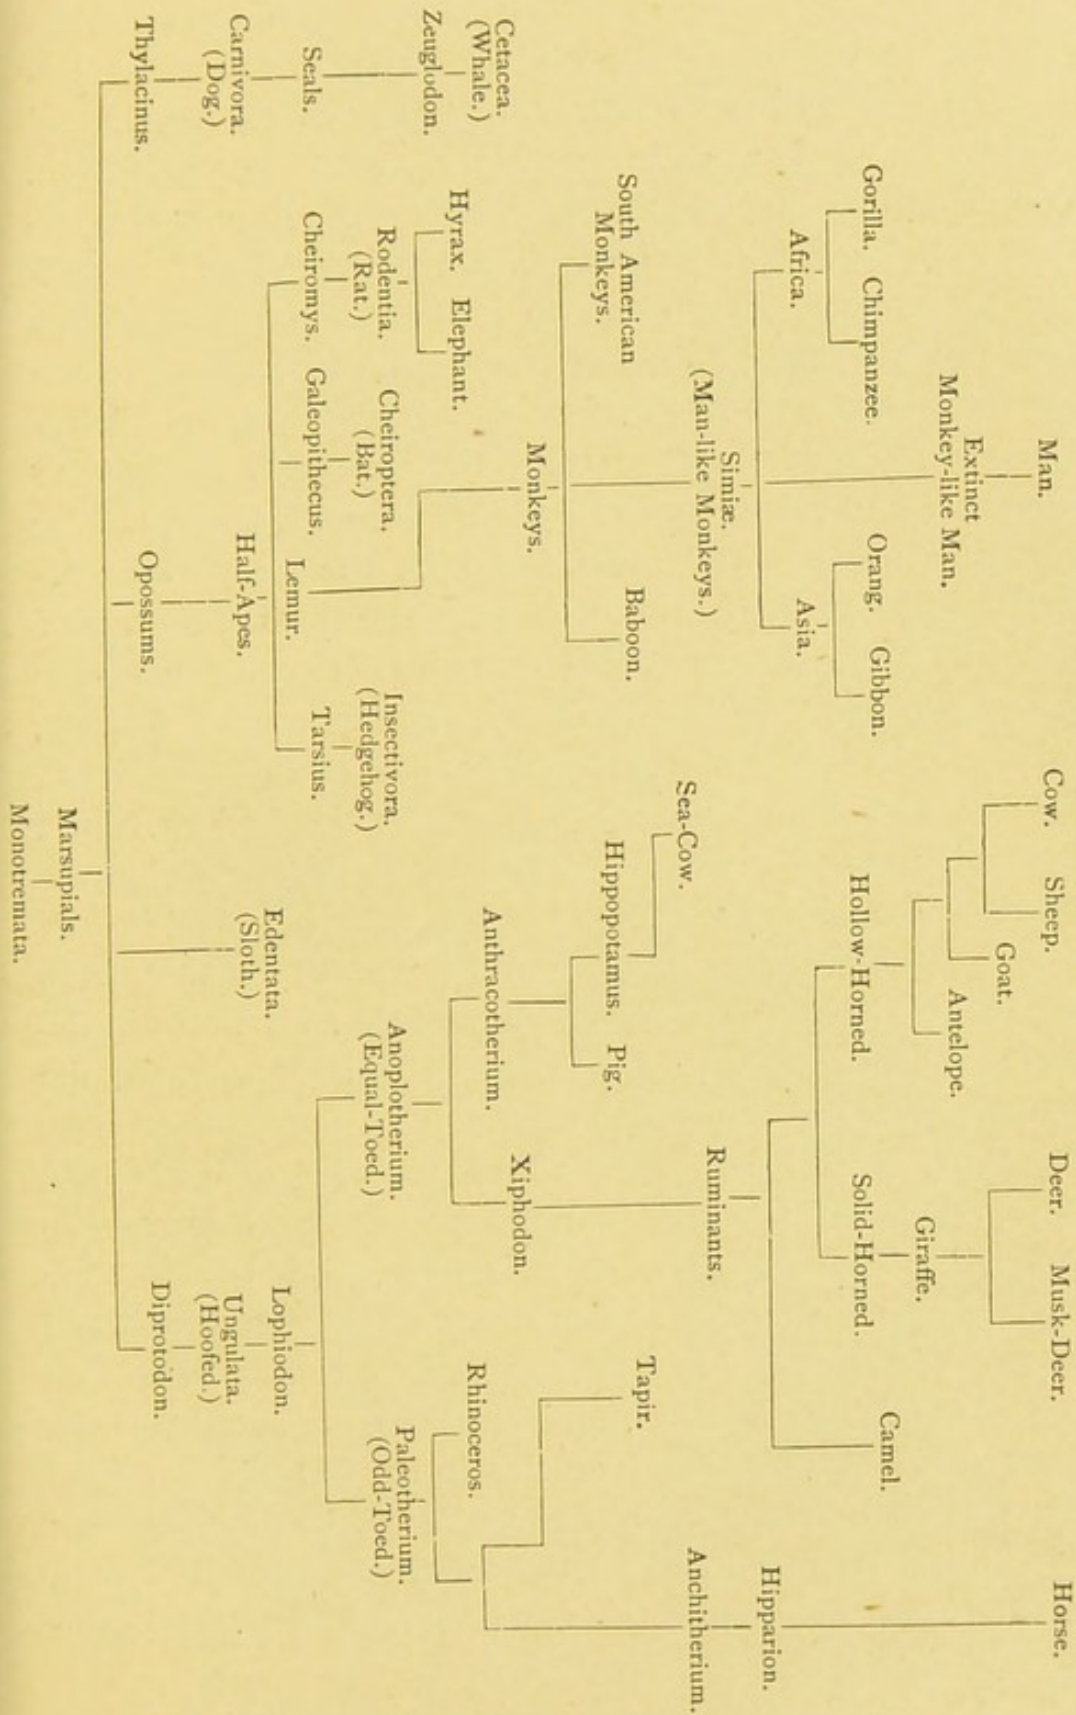 Man.
Extinct
Monkey-like Man.
Gorilla. Chimpanzee.
Orang. Gibbon.
Africa.
Asia.
Simiæ.
(Man-like Monkeys.)
South American
Monkeys.
Baboon.
Monkeys.
Cetacea.
(Whale.)
Zeuglodon.
Seals.
Carnivora.
(Dog.)
Thylacinus.
Hyrax. Elephant.
Rodentia.
(Rat.)
Cheiroptera.
(Bat.)
Insectivora.
(Hedgehog.)
Cheiromys. Galeopithecus.
Lemur.
Tarsius.
Half-Apes.
Opossums.
Cow. Sheep.
Goat.
Antelope.
Hollow-Horned.
Deer. Musk-Deer.
Giraffe.
Solid-Horned.
Camel.
Ruminants.
Sea-Cow.
Hippopotamus. Pig.
Anthracotherium.
Xiphodon.
Anoplotherium.
(Equal-Toed.)
Horse.
Hipparion.
Anchitherium.
Tapir.
Rhinoceros.
Paleotherium.
(Odd-Toed.)
Lophiodon.
Ungulata.
(Hoofed.)
Diprotodon.
Edentata.
(Sloth.)
Marsupials.
Monotremata.